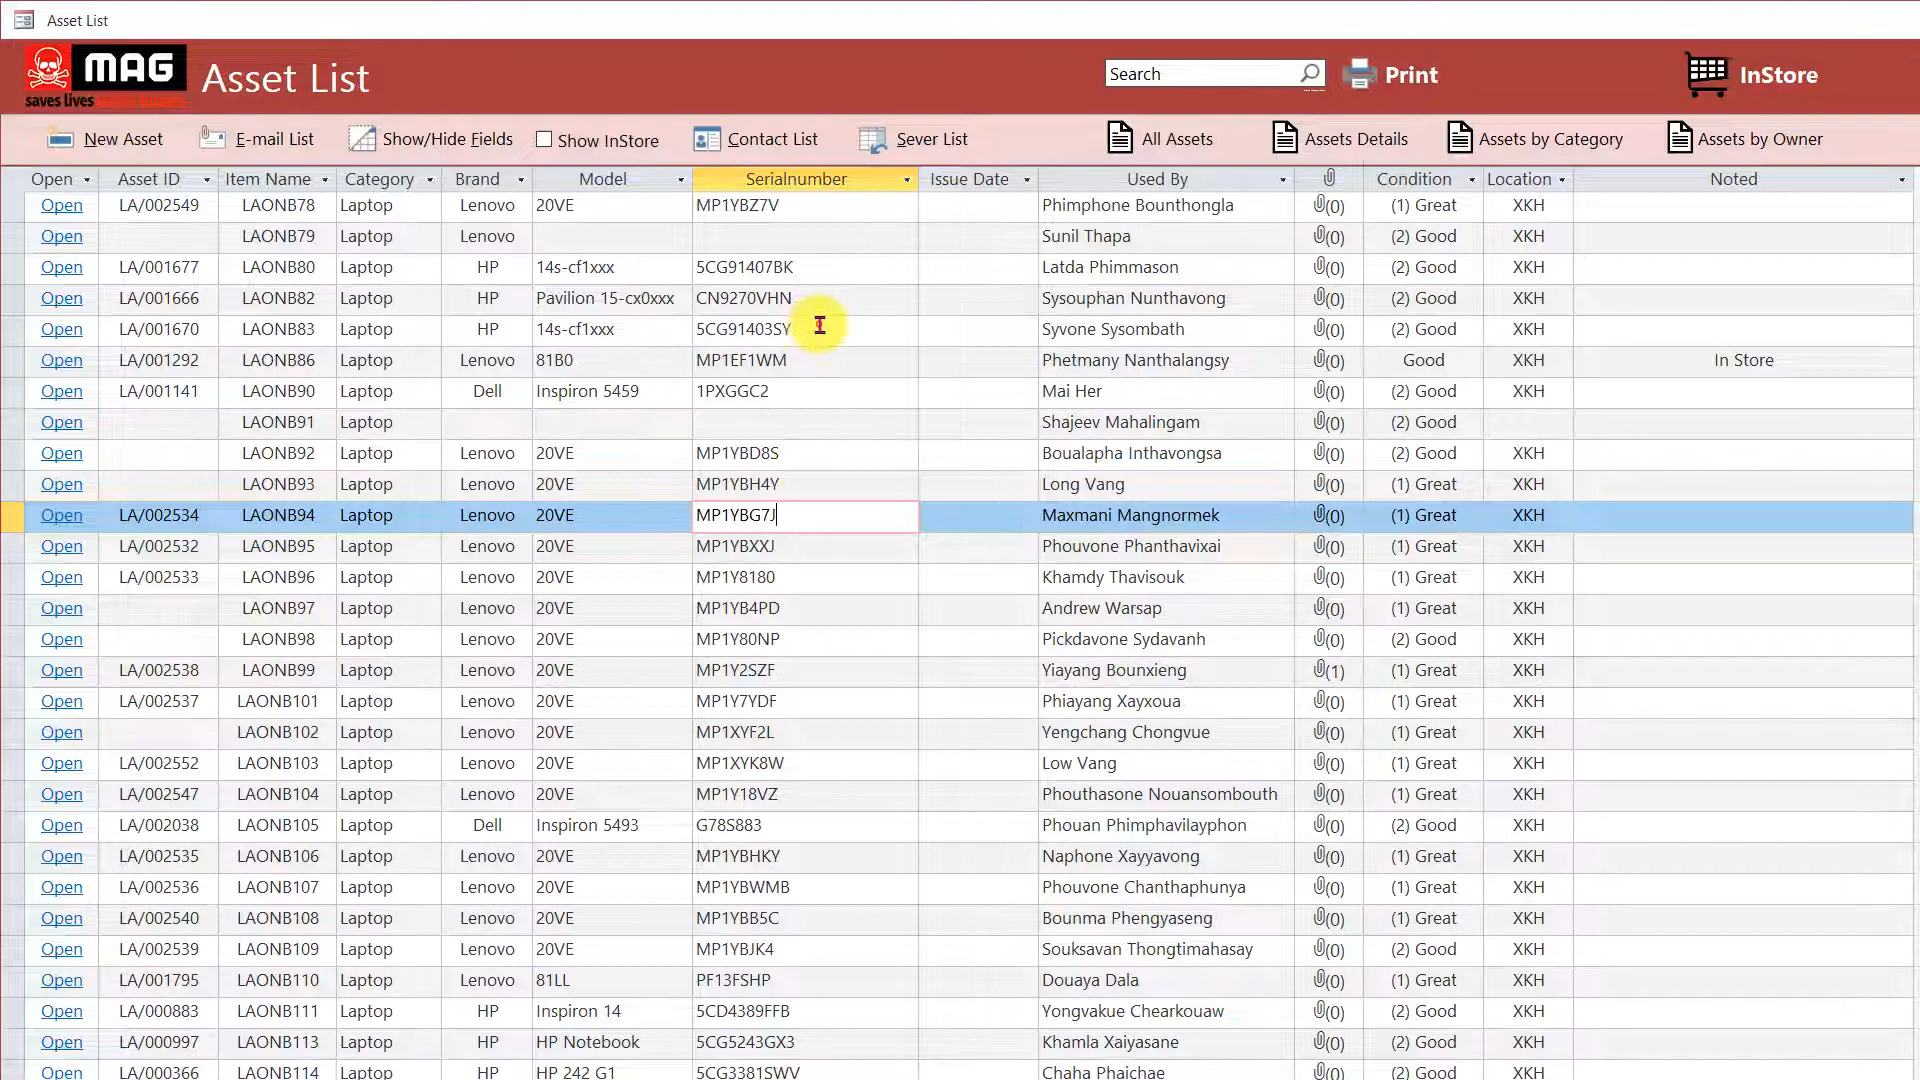 Asset List
MAG
saves lives
Asset List
Search
Print
InStore
New Asset E-mail List Show/Hide Fields Show InStore Contact List Sever List All Assets Assets Details Assets by Category Assets by Owner
Open Asset ID Item Name Category Brand Model Serialnumber Issue Date Used By Condition Location Noted
Open LA/002549 LAONB78 Laptop Lenovo 20VE MP1YBZ7V Phimphone Bounthongla (0) (1) Great XKH
Open LAONB79 Laptop Lenovo Sunil Thapa (0) (2) Good XKH
Open LA/001677 LAONB80 Laptop HP 14s-cf1xxx 5CG91407BK Latda Phimmason (0) (2) Good XKH
Open LA/001666 LAONB82 Laptop HP Pavilion 15-cx0xxx CN9270VHN Sysouphan Nunthavong (0) (2) Good XKH
Open LA/001670 LAONB83 Laptop HP 14s-cf1xxx 5CG91403SY Syvone Sysombath (0) (2) Good XKH
Open LA/001292 LAONB86 Laptop Lenovo 81B0 MP1EF1WM Phetmany Nanthalangsy (0) Good XKH In Store
Open LA/001141 LAONB90 Laptop Dell Inspiron 5459 1PXGGC2 Mai Her (0) (2) Good XKH
Open LAONB91 Laptop Shajeev Mahalingam (0) (2) Good
Open LAONB92 Laptop Lenovo 20VE MP1YBD8S Boualapha Inthavongsa (0) (2) Good XKH
Open LAONB93 Laptop Lenovo 20VE MP1YBH4Y Long Vang (0) (1) Great XKH
Open LA/002534 LAONB94 Laptop Lenovo 20VE MP1YBG7J Maxmani Mangnormek (0) (1) Great XKH
Open LA/002532 LAONB95 Laptop Lenovo 20VE MP1YBXXJ Phouvone Phanthavixai (0) (1) Great XKH
Open LA/002533 LAONB96 Laptop Lenovo 20VE MP1Y8180 Khamdy Thavisouk (0) (1) Great XKH
Open LAONB97 Laptop Lenovo 20VE MP1YB4PD Andrew Warsap (0) (1) Great XKH
Open LAONB98 Laptop Lenovo 20VE MP1Y80NP Pickdavone Sydavanh (0) (2) Good XKH
Open LA/002538 LAONB99 Laptop Lenovo 20VE MP1Y2SZF Yiayang Bounxieng (1) (1) Great XKH
Open LA/002537 LAONB101 Laptop Lenovo 20VE MP1Y7YDF Phiayang Xayxoua (0) (1) Great XKH
Open LAONB102 Laptop Lenovo 20VE MP1XYF2L Yengchang Chongvue (0) (1) Great XKH
Open LA/002552 LAONB103 Laptop Lenovo 20VE MP1XYK8W Low Vang (0) (1) Great XKH
Open LA/002547 LAONB104 Laptop Lenovo 20VE MP1Y18VZ Phouthasone Nouansombouth (0) (1) Great XKH
Open LA/002038 LAONB105 Laptop Dell Inspiron 5493 G78S883 Phouan Phimphavilayphon (0) (2) Good XKH
Open LA/002535 LAONB106 Laptop Lenovo 20VE MP1YBHKY Naphone Xayyavong (0) (1) Great XKH
Open LA/002536 LAONB107 Laptop Lenovo 20VE MP1YBWMB Phouvone Chanthaphunya (0) (1) Great XKH
Open LA/002540 LAONB108 Laptop Lenovo 20VE MP1YBB5C Bounma Phengyaseng (0) (1) Great XKH
Open LA/002539 LAONB109 Laptop Lenovo 20VE MP1YBJK4 Souksavan Thongtimahasay (0) (2) Good XKH
Open LA/001795 LAONB110 Laptop Lenovo 81LL PF13FSHP Douaya Dala (0) (1) Great XKH
Open LA/000883 LAONB111 Laptop HP Inspiron 14 5CD4389FFB Yongvakue Chearkouaw (0) (2) Good XKH
Open LA/000997 LAONB113 Laptop HP HP Notebook 5CG5243GX3 Khamla Xaiyasane (0) (2) Good XKH
Open LA/000366 LAONB114 Laptop HP HP 242 G1 5CG3381SWV Chaha Phaichae (0) (2) Good XKH